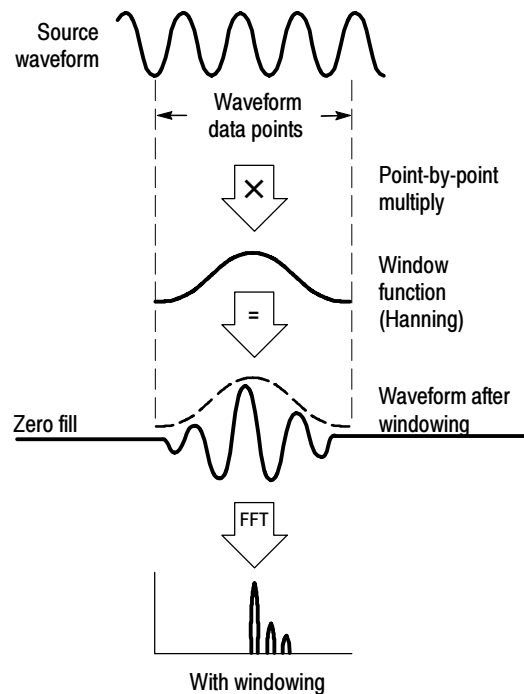 Source
waveform
Waveform
data points
×
Point-by-point
multiply
Window
function
(Hanning)
=
Zero fill
Waveform after
windowing
FFT
With windowing